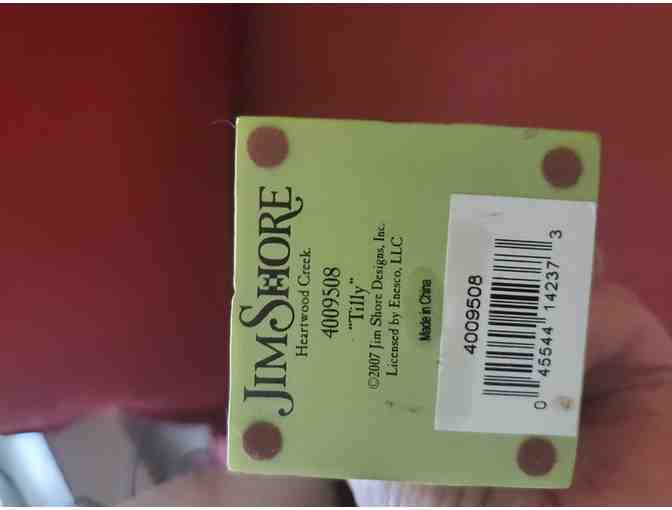 JIM SHORE
Heartwood Creek
4009508
"Tilly"
©2007 Jim Shore Designs, Inc.
Licensed by Enesco, LLC
Made in China
4009508
0 45544 14237 3